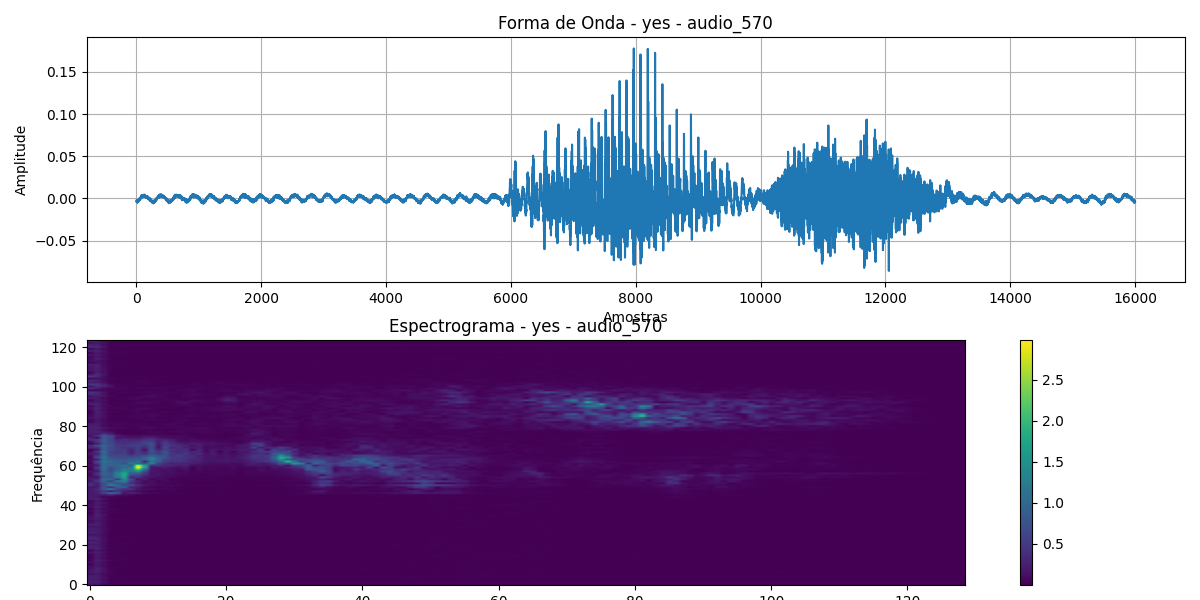 Forma de Onda - yes - audio_570
0.15
0.10
0.05
0.00
−0.05
Amplitude
0 2000 4000 6000 8000 10000 12000 14000 16000
Amostras
Espectrograma - yes - audio_570
120
100
80
60
40
20
0
Frequência
0 20 40 60 80 100 120
2.5
2.0
1.5
1.0
0.5